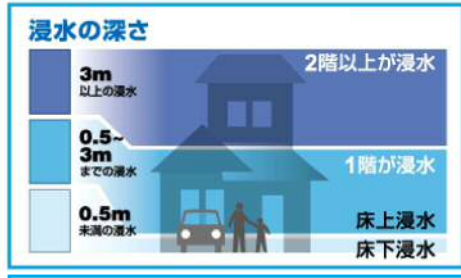 浸水の深さ
3m
以上の浸水
2階以上が浸水
0.5~
3m
までの浸水
1階が浸水
0.5m
未満の浸水
床上浸水
床下浸水